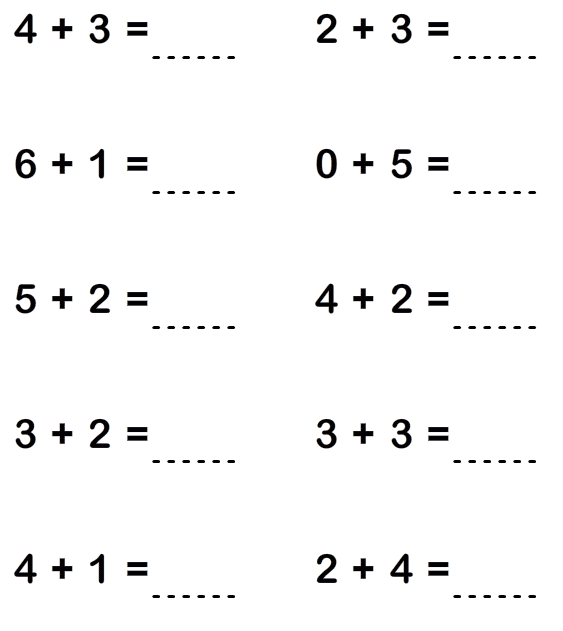 4 + 3 = ------ 2 + 3 = ------
6 + 1 = ------ 0 + 5 = ------
5 + 2 = ------ 4 + 2 = ------
3 + 2 = ------ 3 + 3 = ------
4 + 1 = ------ 2 + 4 = ------